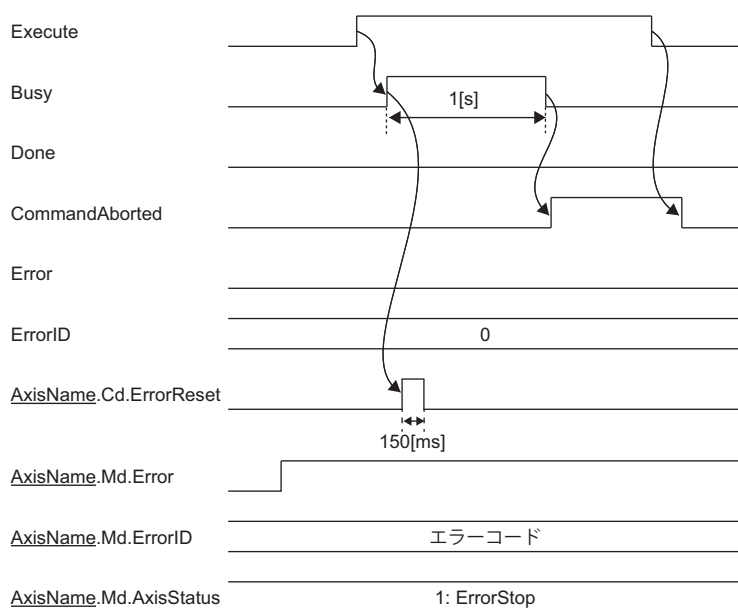 Execute
Busy
1[s]
Done
CommandAborted
Error
ErrorID
0
AxisName.Cd.ErrorReset
150[ms]
AxisName.Md.Error
AxisName.Md.ErrorID
エラーコード
AxisName.Md.AxisStatus
1: ErrorStop